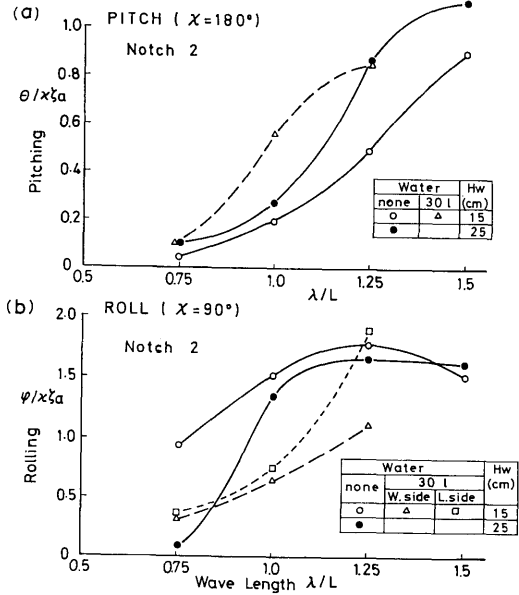 (a) PITCH ( χ=180°)
Notch 2
1.0
0.8
θ/κζa
0.6
0.4
0.2
0
Pitching
Water Hw
none 30 l (cm)
○ △ 15
● 25
0.5 0.75 1.0 1.25 1.5
λ/L
(b) ROLL ( χ=90°)
Notch 2
2.0
1.5
φ/κζa
1.0
0.5
0
Rolling
Water Hw
none 30 l (cm)
W.side L.side
○ △ □ 15
● 25
0.5 0.75 1.0 1.25 1.5
Wave Length λ/L